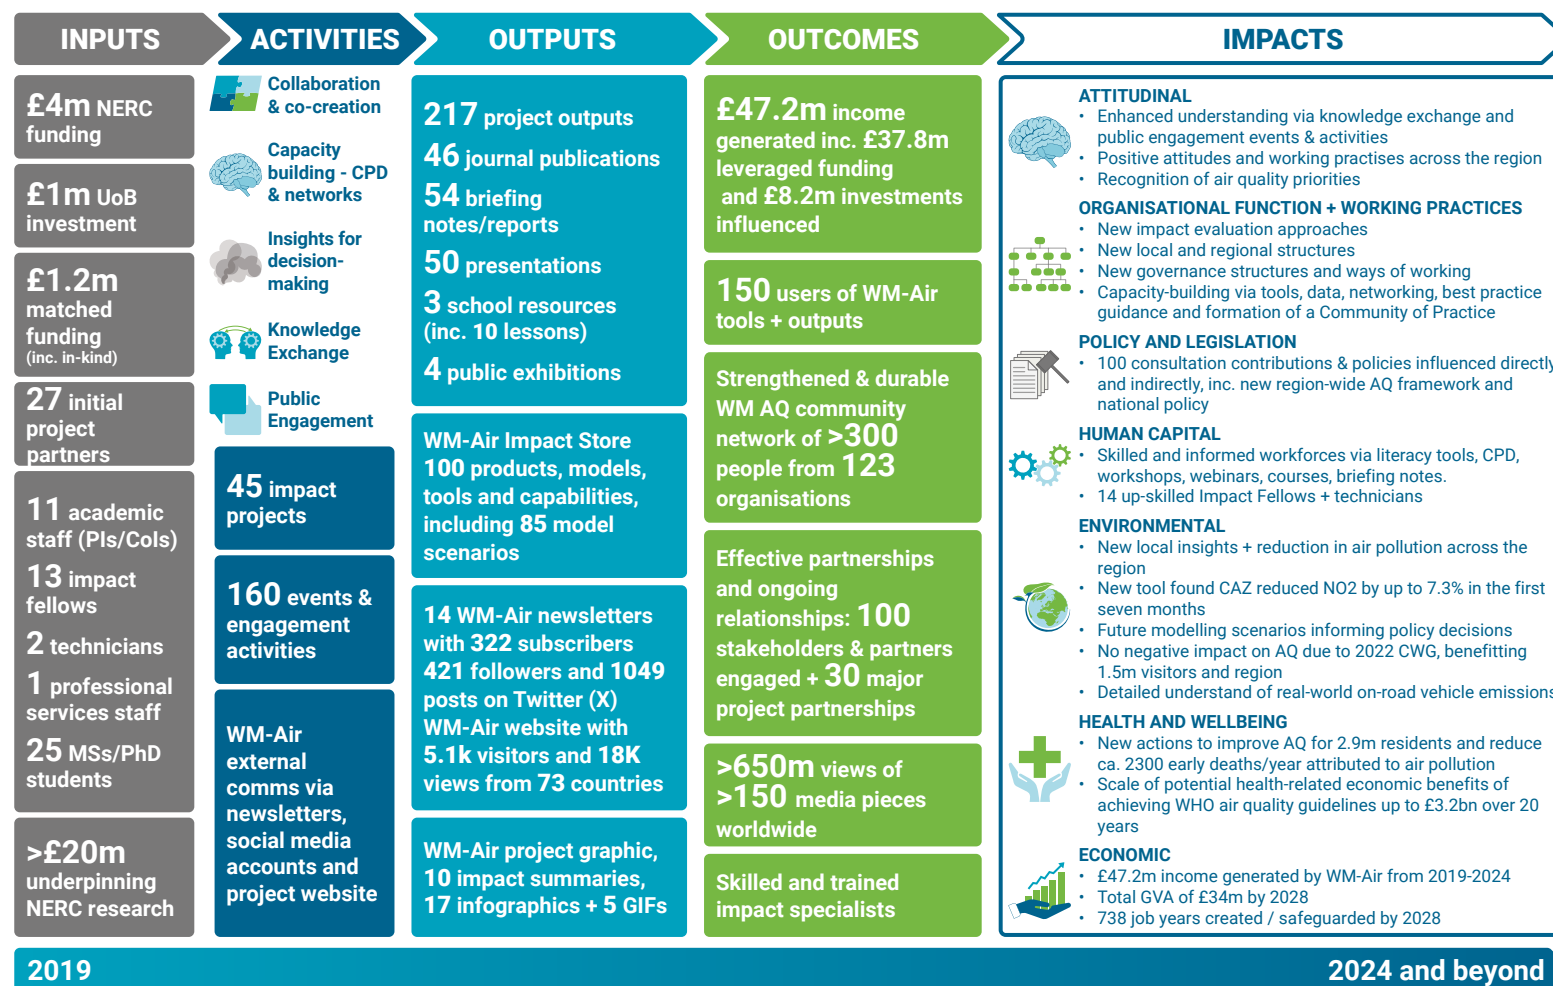 INPUTS
£4m NERC
funding
£1m UoB
investment
£1.2m
matched
funding
(inc. in-kind)
27 initial
project
partners
11 academic
staff (PIs/CoIs)
13 impact
fellows
2 technicians
1 professional
services staff
25 MSs/PhD
students
>£20m
underpinning
NERC research
ACTIVITIES
Collaboration
& co-creation
Capacity
building - CPD
& networks
Insights for
decision-
making
Knowledge
Exchange
Public
Engagement
45 impact
projects
160 events &
engagement
activities
WM-Air
external
comms via
newsletters,
social media
accounts and
project website
OUTPUTS
217 project outputs
46 journal publications
54 briefing
notes/reports
50 presentations
3 school resources
(inc. 10 lessons)
4 public exhibitions
WM-Air Impact Store
100 products, models,
tools and capabilities,
including 85 model
scenarios
14 WM-Air newsletters
with 322 subscribers
421 followers and 1049
posts on Twitter (X)
WM-Air website with
5.1k visitors and 18K
views from 73 countries
WM-Air project graphic,
10 impact summaries,
17 infographics + 5 GIFs
OUTCOMES
£47.2m income
generated inc. £37.8m
leveraged funding
and £8.2m investments
influenced
150 users of WM-Air
tools + outputs
Strengthened & durable
WM AQ community
network of >300
people from 123
organisations
Effective partnerships
and ongoing
relationships: 100
stakeholders & partners
engaged + 30 major
project partnerships
>650m views of
>150 media pieces
worldwide
Skilled and trained
impact specialists
IMPACTS
ATTITUDINAL
• Enhanced understanding via knowledge exchange and
public engagement events & activities
• Positive attitudes and working practises across the region
• Recognition of air quality priorities
ORGANISATIONAL FUNCTION + WORKING PRACTICES
• New impact evaluation approaches
• New local and regional structures
• New governance structures and ways of working
• Capacity-building via tools, data, networking, best practice
guidance and formation of a Community of Practice
POLICY AND LEGISLATION
• 100 consultation contributions & policies influenced directly
and indirectly, inc. new region-wide AQ framework and
national policy
HUMAN CAPITAL
• Skilled and informed workforces via literacy tools, CPD,
workshops, webinars, courses, briefing notes.
• 14 up-skilled Impact Fellows + technicians
ENVIRONMENTAL
• New local insights + reduction in air pollution across the
region
• New tool found CAZ reduced NO2 by up to 7.3% in the first
seven months
• Future modelling scenarios informing policy decisions
• No negative impact on AQ due to 2022 CWG, benefitting
1.5m visitors and region
• Detailed understand of real-world on-road vehicle emissions
HEALTH AND WELLBEING
• New actions to improve AQ for 2.9m residents and reduce
ca. 2300 early deaths/year attributed to air pollution
• Scale of potential health-related economic benefits of
achieving WHO air quality guidelines up to £3.2bn over 20
years
ECONOMIC
• £47.2m income generated by WM-Air from 2019-2024
• Total GVA of £34m by 2028
• 738 job years created / safeguarded by 2028
2019
2024 and beyond